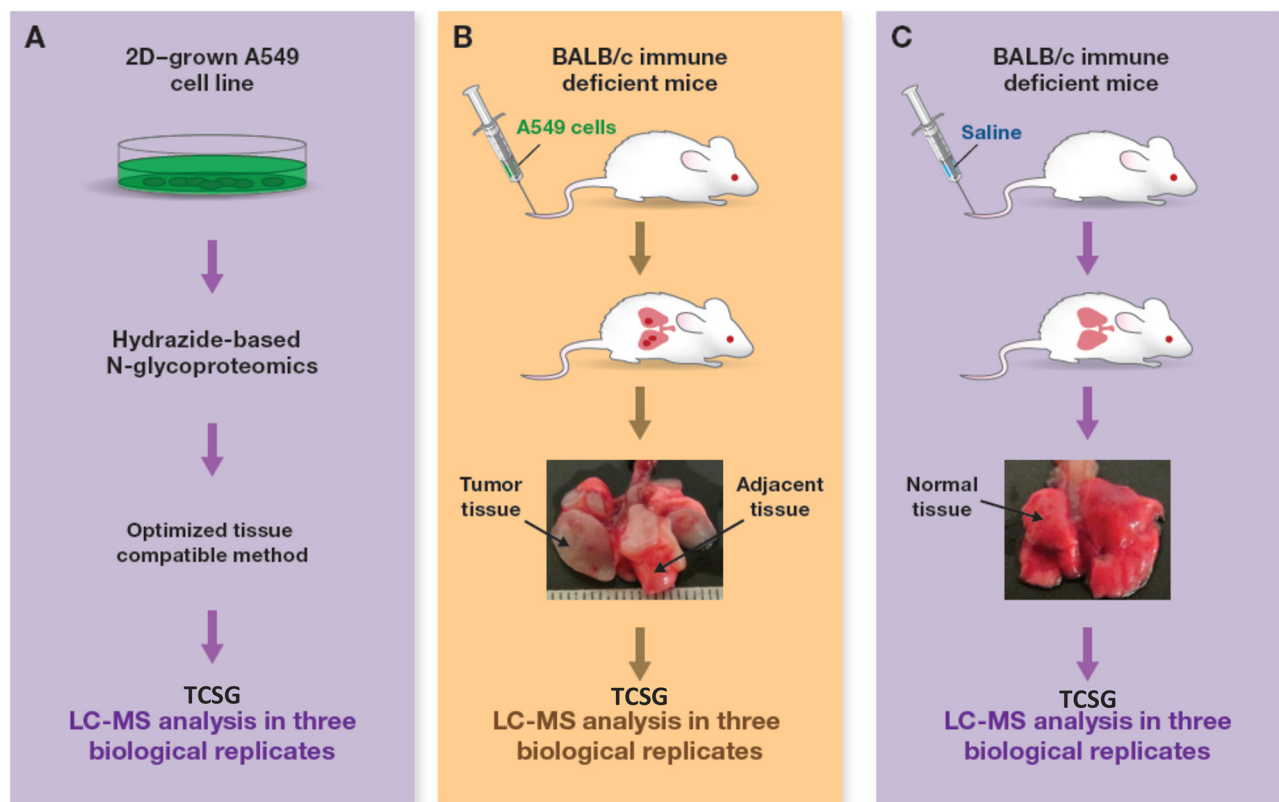 A
2D–grown A549
cell line
Hydrazide-based
N-glycoproteomics
Optimized tissue
compatible method
TCSG
LC-MS analysis in three
biological replicates
B
BALB/c immune
deficient mice
A549 cells
Tumor
tissue
Adjacent
tissue
TCSG
LC-MS analysis in three
biological replicates
C
BALB/c immune
deficient mice
Saline
Normal
tissue
TCSG
LC-MS analysis in three
biological replicates